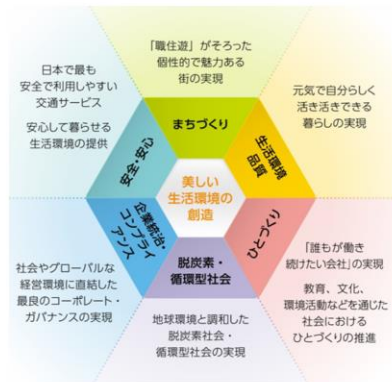 「職住遊」がそろった
個性的で魅力ある
街の実現
まちづくり
元気で自分らしく
活き活きできる
暮らしの実現
生活環境
品質
「誰もが働き
続けたい会社」の実現
教育、文化、
環境活動などを通じた
社会における
ひとづくりの推進
ひとづくり
地球環境と調和した
脱炭素社会・
循環型社会の実現
脱炭素・
循環型社会
社会やグローバルな
経営環境に直結した
最良のコーポレート・
ガバナンスの実現
企業統治・
コンプライ
アンス
日本で最も
安全で利用しやすい
交通サービス
安心して暮らせる
生活環境の提供
安全・安心
美しい
生活環境の
創造